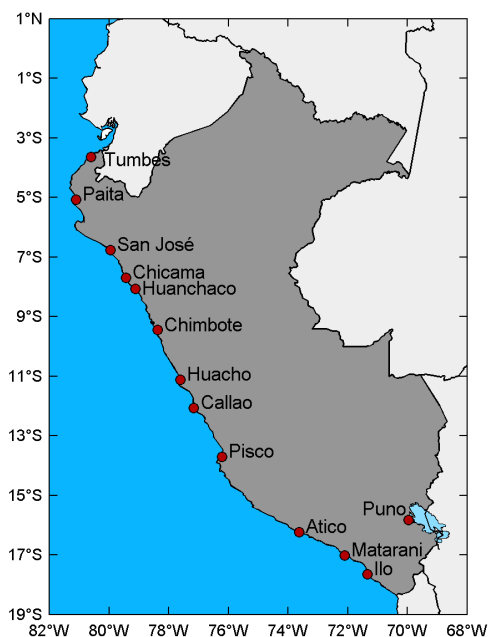 1°N
1°S
3°S
Tumbes
5°S
Paita
San José
7°S
Chicama
Huanchaco
9°S
Chimbote
11°S
Huacho
Callao
13°S
Pisco
15°S
Puno
Atico
17°S
Matarani
Ilo
19°S
82°W 80°W 78°W 76°W 74°W 72°W 70°W 68°W